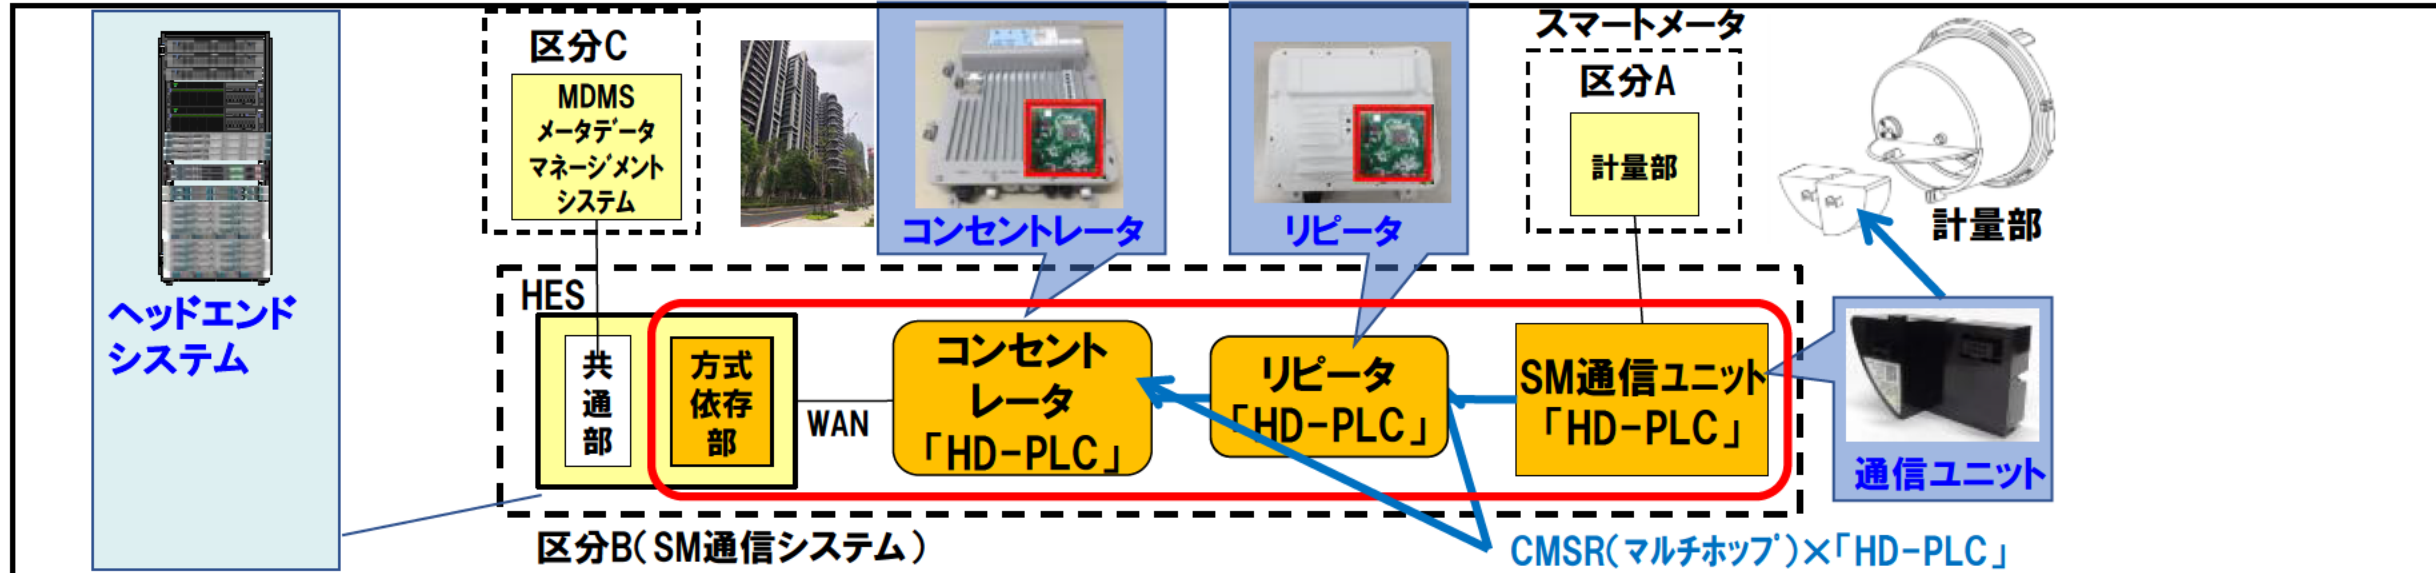 ヘッドエンド
システム
区分C
MDMS
メータデータ
マネージメント
システム
コンセントレータ
リピータ
スマートメータ
区分A
計量部
計量部
HES
共
通
部
方式
依存
部
WAN
コンセント
レータ
「HD-PLC」
リピータ
「HD-PLC」
SM通信ユニット
「HD-PLC」
通信ユニット
区分B(SM通信システム)
CMSR(マルチホップ)×「HD-PLC」